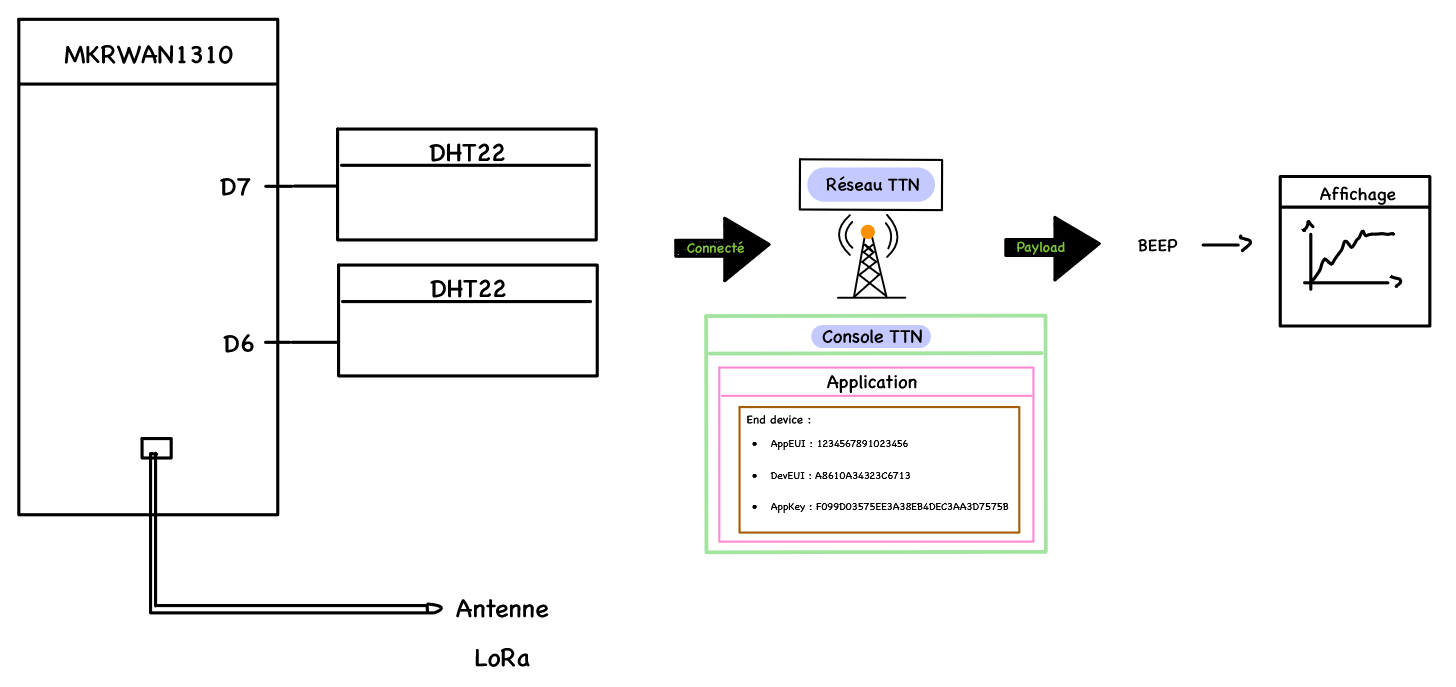 MKRWAN1310
D7
DHT22
D6
DHT22
Antenne
LoRa
Connecté
Réseau TTN
Console TTN
Application
End device :
• AppEUI : 1234567891023456
• DevEUI : A8610A34323C6713
• AppKey : F099D03575EE3A38EB4DEC3AA3D7575B
Payload
BEEP
Affichage